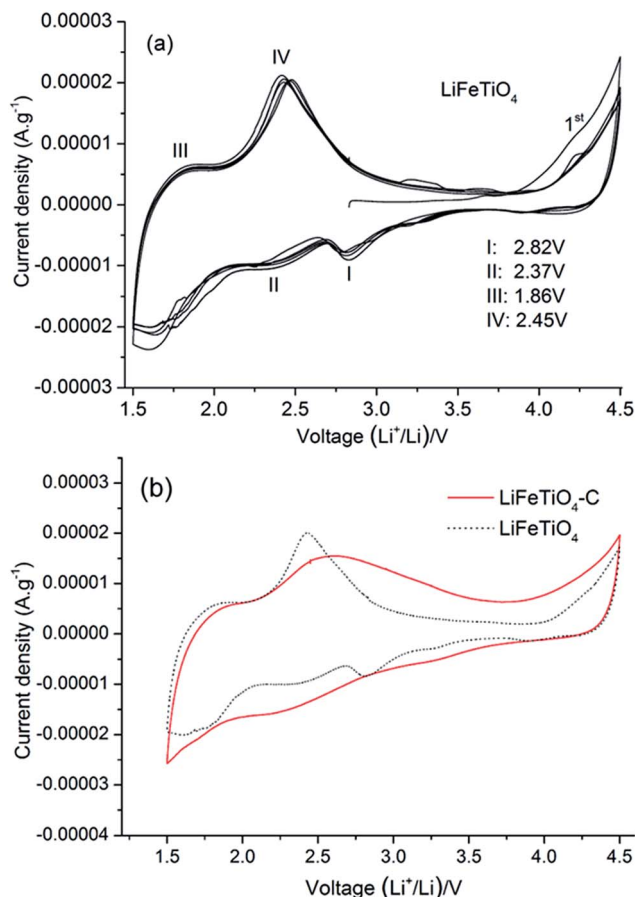 (a)
IV
LiFeTiO₄
III
1ˢᵗ
II
I
I: 2.82V
II: 2.37V
III: 1.86V
IV: 2.45V
Current density (A.g⁻¹)
0.00003
0.00002
0.00001
0.00000
-0.00001
-0.00002
-0.00003
1.5 2.0 2.5 3.0 3.5 4.0 4.5
Voltage (Li⁺/Li)/V
(b)
LiFeTiO₄-C
LiFeTiO₄
Current density (A.g⁻¹)
0.00003
0.00002
0.00001
0.00000
-0.00001
-0.00002
-0.00003
-0.00004
1.5 2.0 2.5 3.0 3.5 4.0 4.5
Voltage (Li⁺/Li)/V